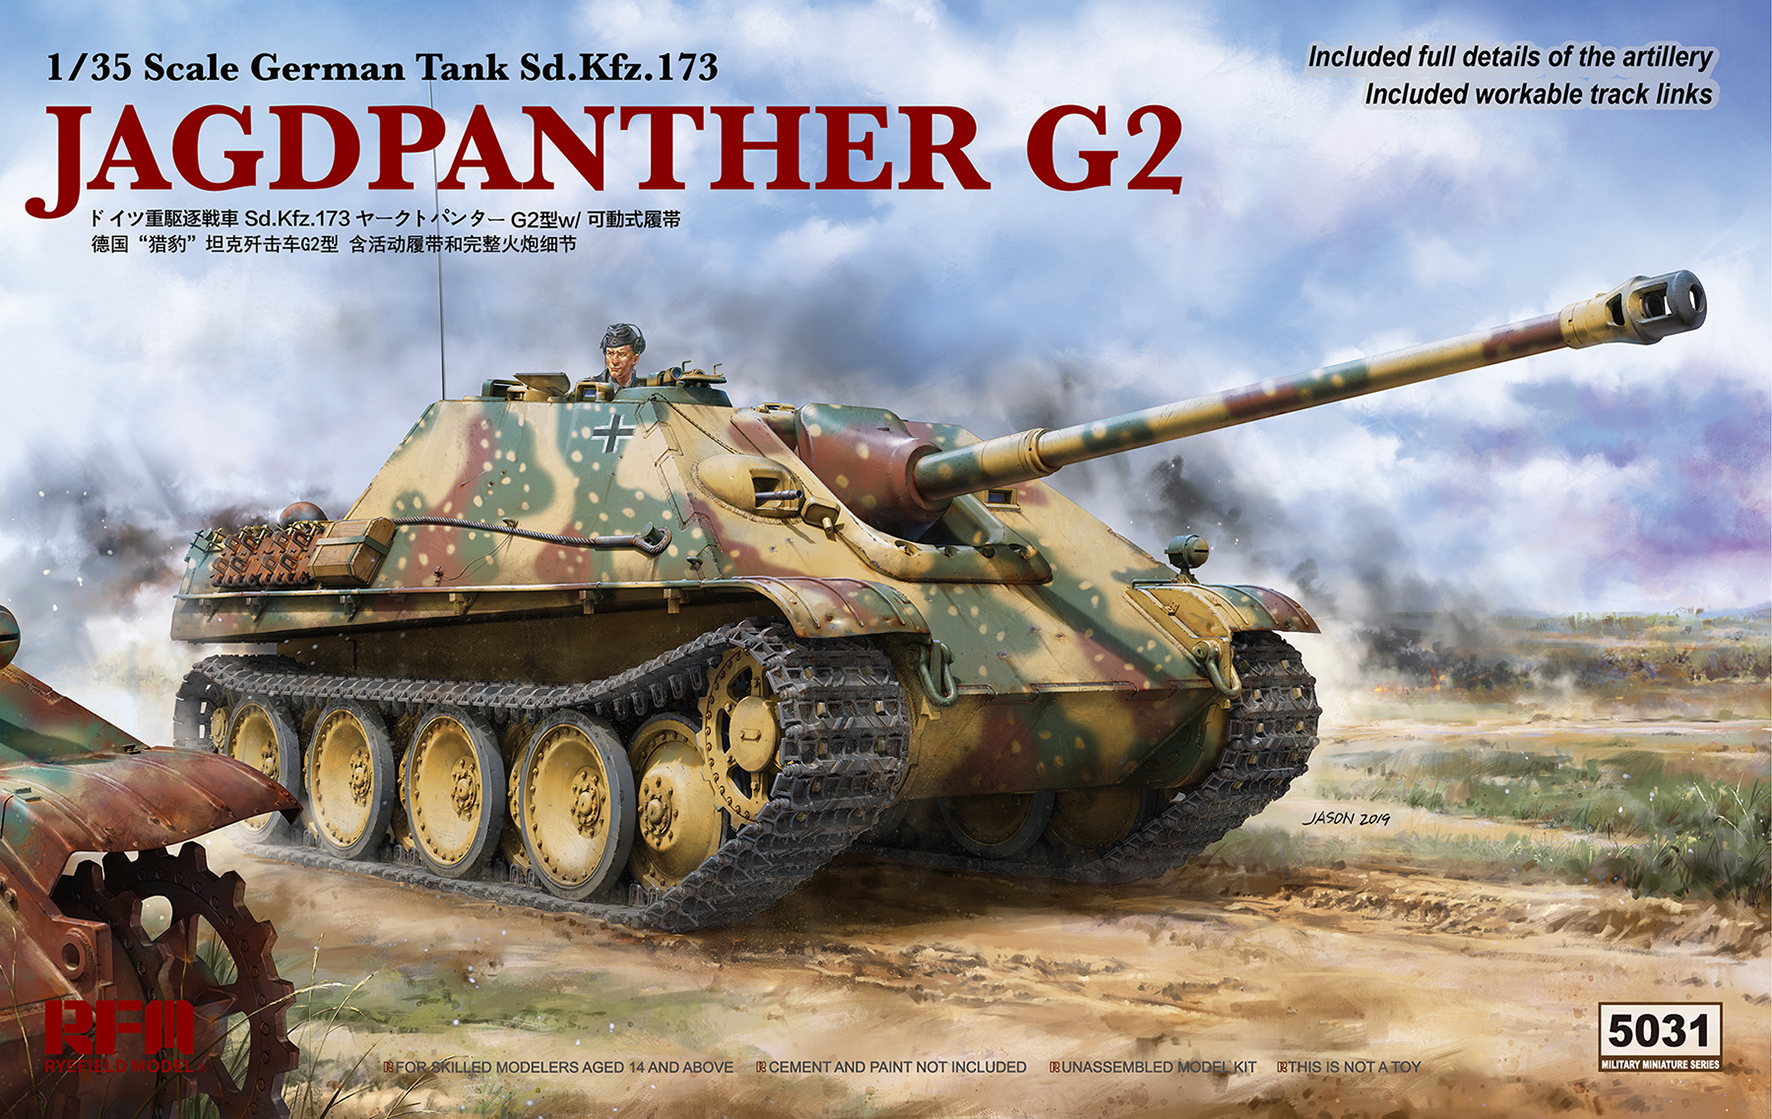 1/35 Scale German Tank Sd.Kfz.173
JAGDPANTHER G2
ドイツ重駆逐戦車 Sd.Kfz.173 ヤークトパンター G2型w/ 可動式履帯
德国“猎豹”坦克歼击车G2型 含活动履带和完整火炮细节
Included full details of the artillery
Included workable track links
JASON 2019
RFM
RYEFIELD MODEL
FOR SKILLED MODELERS AGED 14 AND ABOVE
CEMENT AND PAINT NOT INCLUDED
UNASSEMBLED MODEL KIT
THIS IS NOT A TOY
5031
MILITARY MINIATURE SERIES